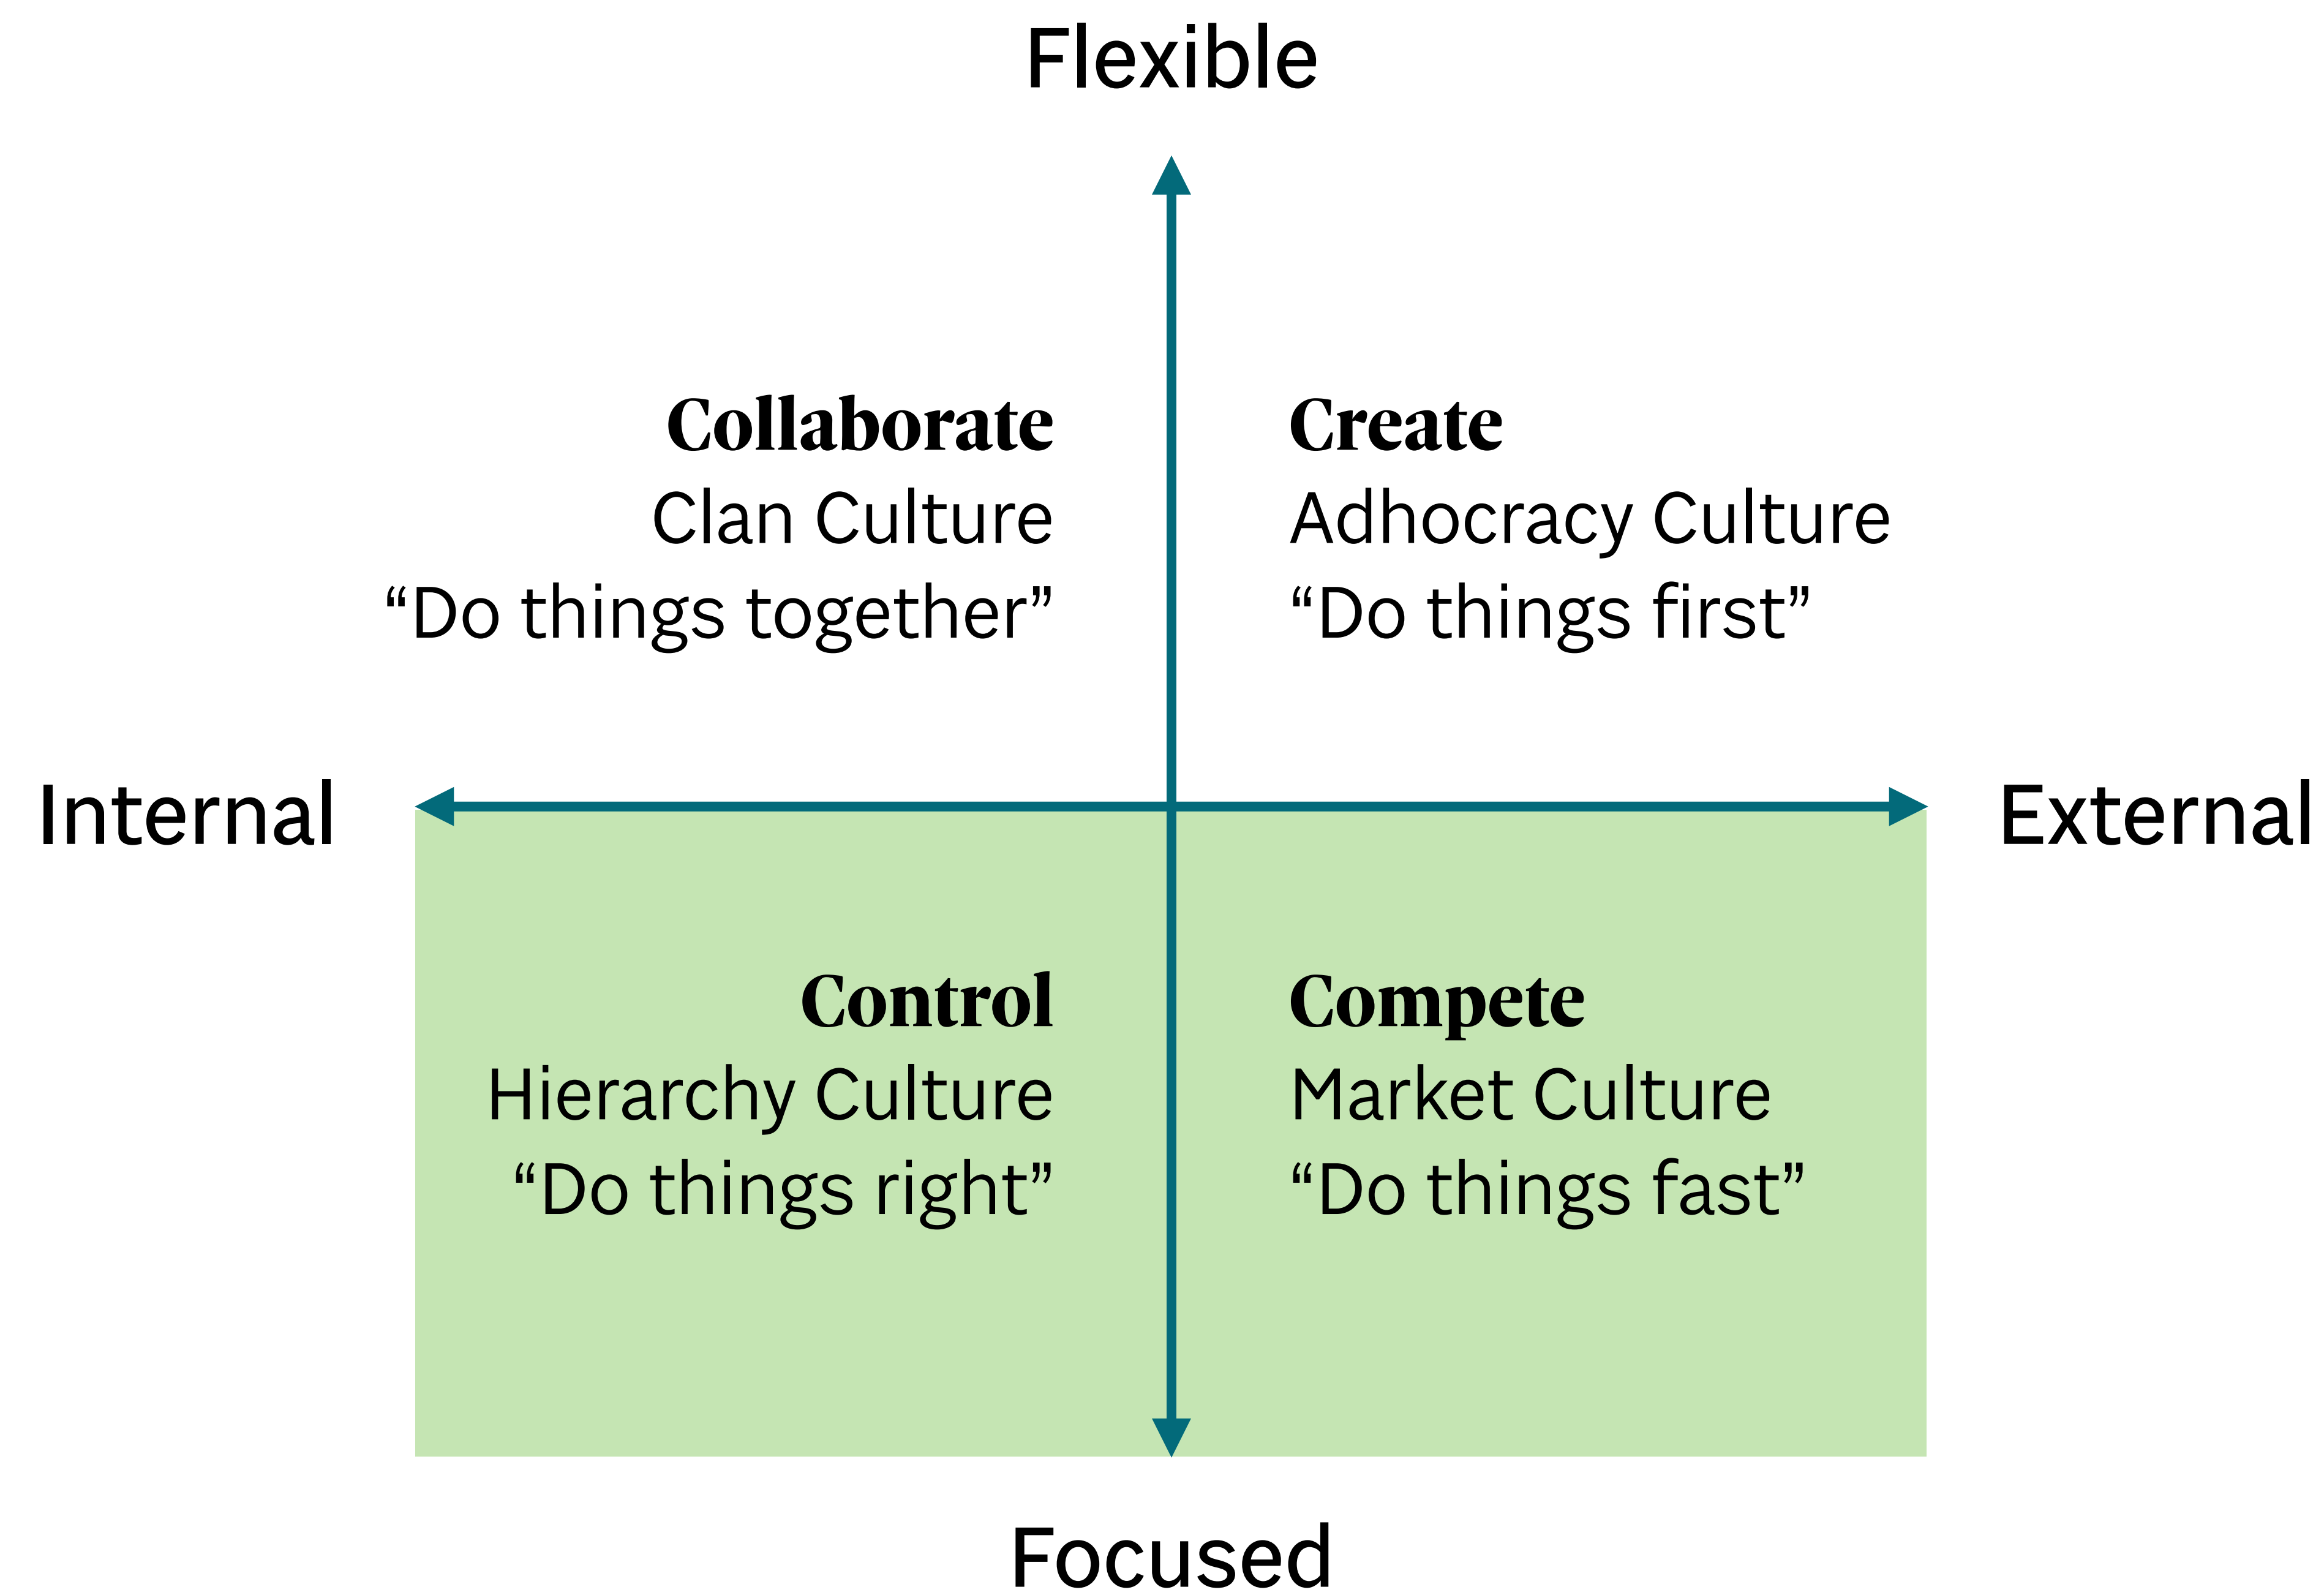 Flexible
Collaborate
Clan Culture
“Do things together”
Create
Adhocracy Culture
“Do things first”
Internal
External
Control
Hierarchy Culture
“Do things right”
Compete
Market Culture
“Do things fast”
Focused